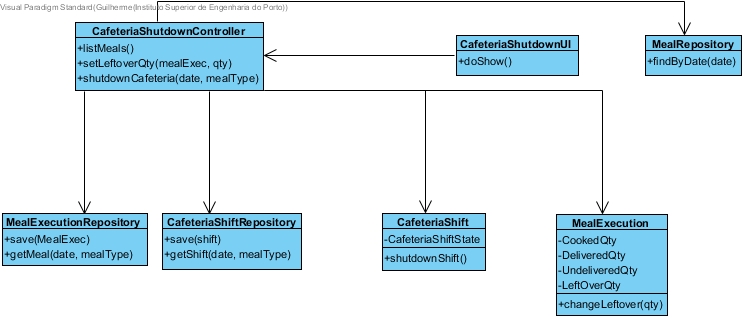 Visual Paradigm Standard(Guilherme(Instituto Superior de Engenharia do Porto))
CafeteriaShutdownController
+listMeals()
+setLeftoverQty(mealExec, qty)
+shutdownCafeteria(date, mealType)
CafeteriaShutdownUI
+doShow()
MealRepository
+findByDate(date)
MealExecutionRepository
+save(MealExec)
+getMeal(date, mealType)
CafeteriaShiftRepository
+save(shift)
+getShift(date, mealType)
CafeteriaShift
-CafeteriaShiftState
+shutdownShift()
MealExecution
-CookedQty
-DeliveredQty
-UndeliveredQty
-LeftOverQty
+changeLeftover(qty)